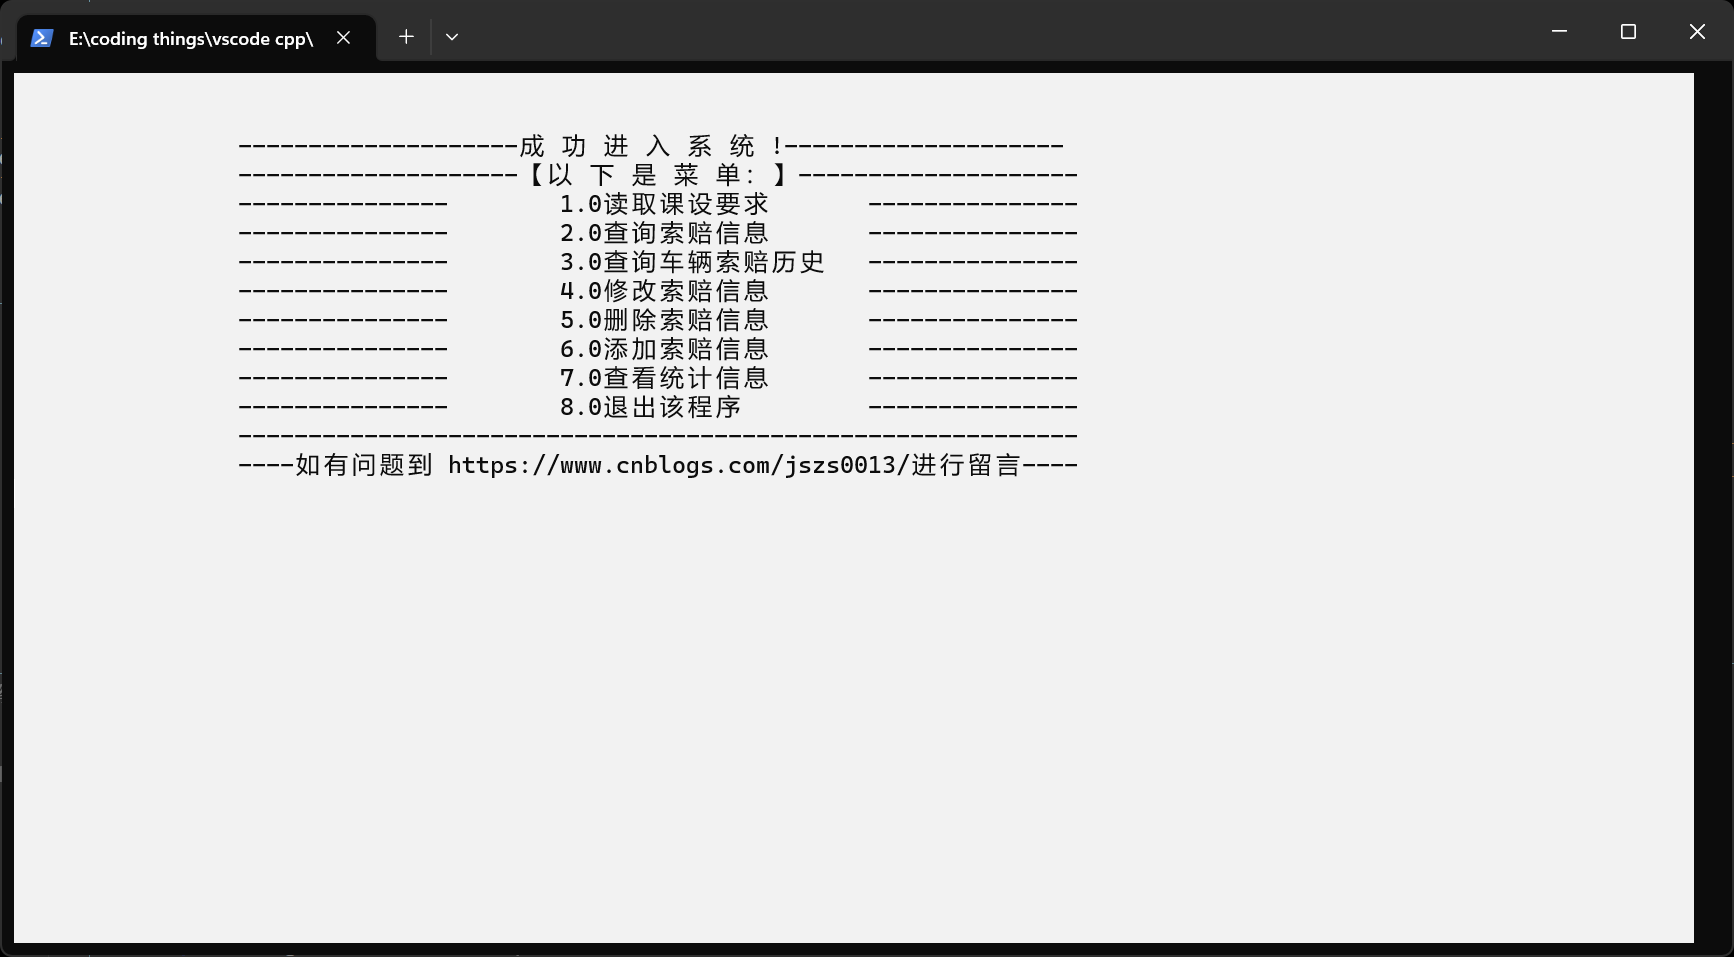 E:\coding things\vscode cpp\
--------------------成 功 进 入 系 统 !--------------------
--------------------【以 下 是 菜 单: 】--------------------
---------------        1.0读取课设要求       ---------------
---------------        2.0查询索赔信息       ---------------
---------------        3.0查询车辆索赔历史   ---------------
---------------        4.0修改索赔信息       ---------------
---------------        5.0删除索赔信息       ---------------
---------------        6.0添加索赔信息       ---------------
---------------        7.0查看统计信息       ---------------
---------------        8.0退出该程序         ---------------
------------------------------------------------------------
----如有问题到 https://www.cnblogs.com/jszs0013/进行留言----